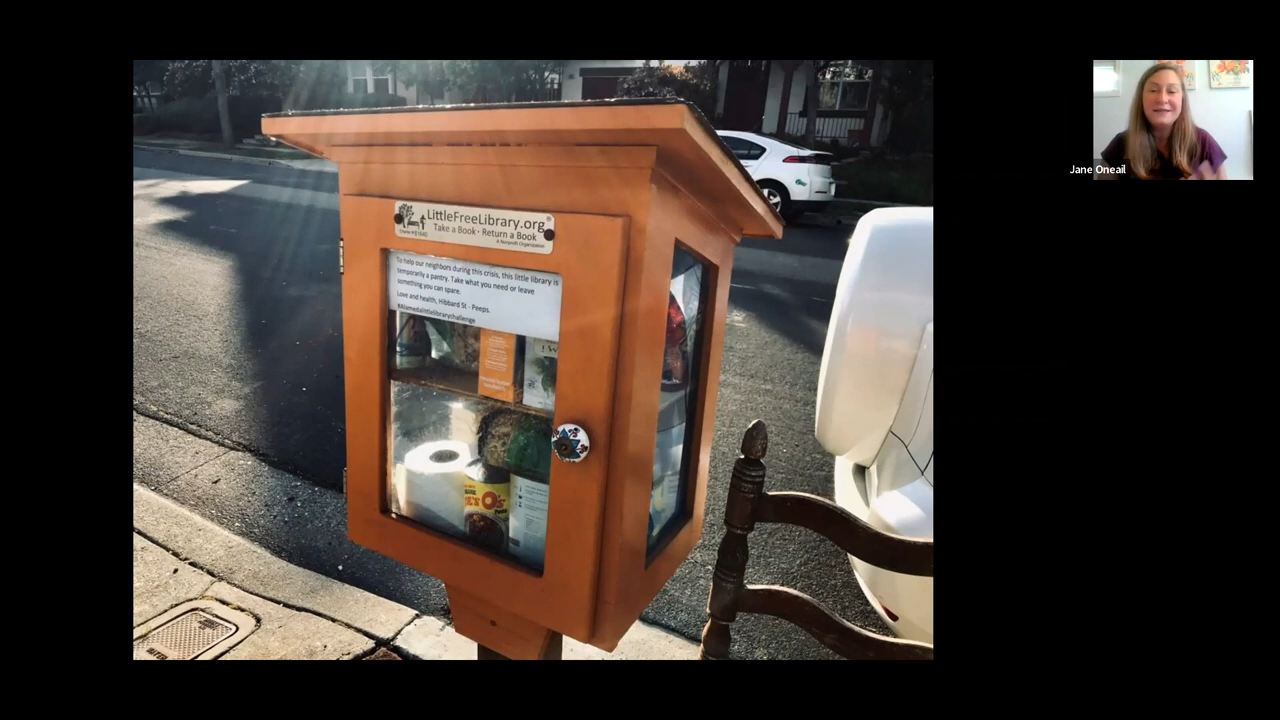 LittleFreeLibrary.org®
Take a Book • Return a Book
A Nonprofit Organization
To help our neighbors during this crisis, this little library is
temporarily a pantry. Take what you need or leave
something you can spare.
Love and health, Hibbard St - Peeps.
#Alamedalittlelibrarychallenge
O's
Jane Oneail